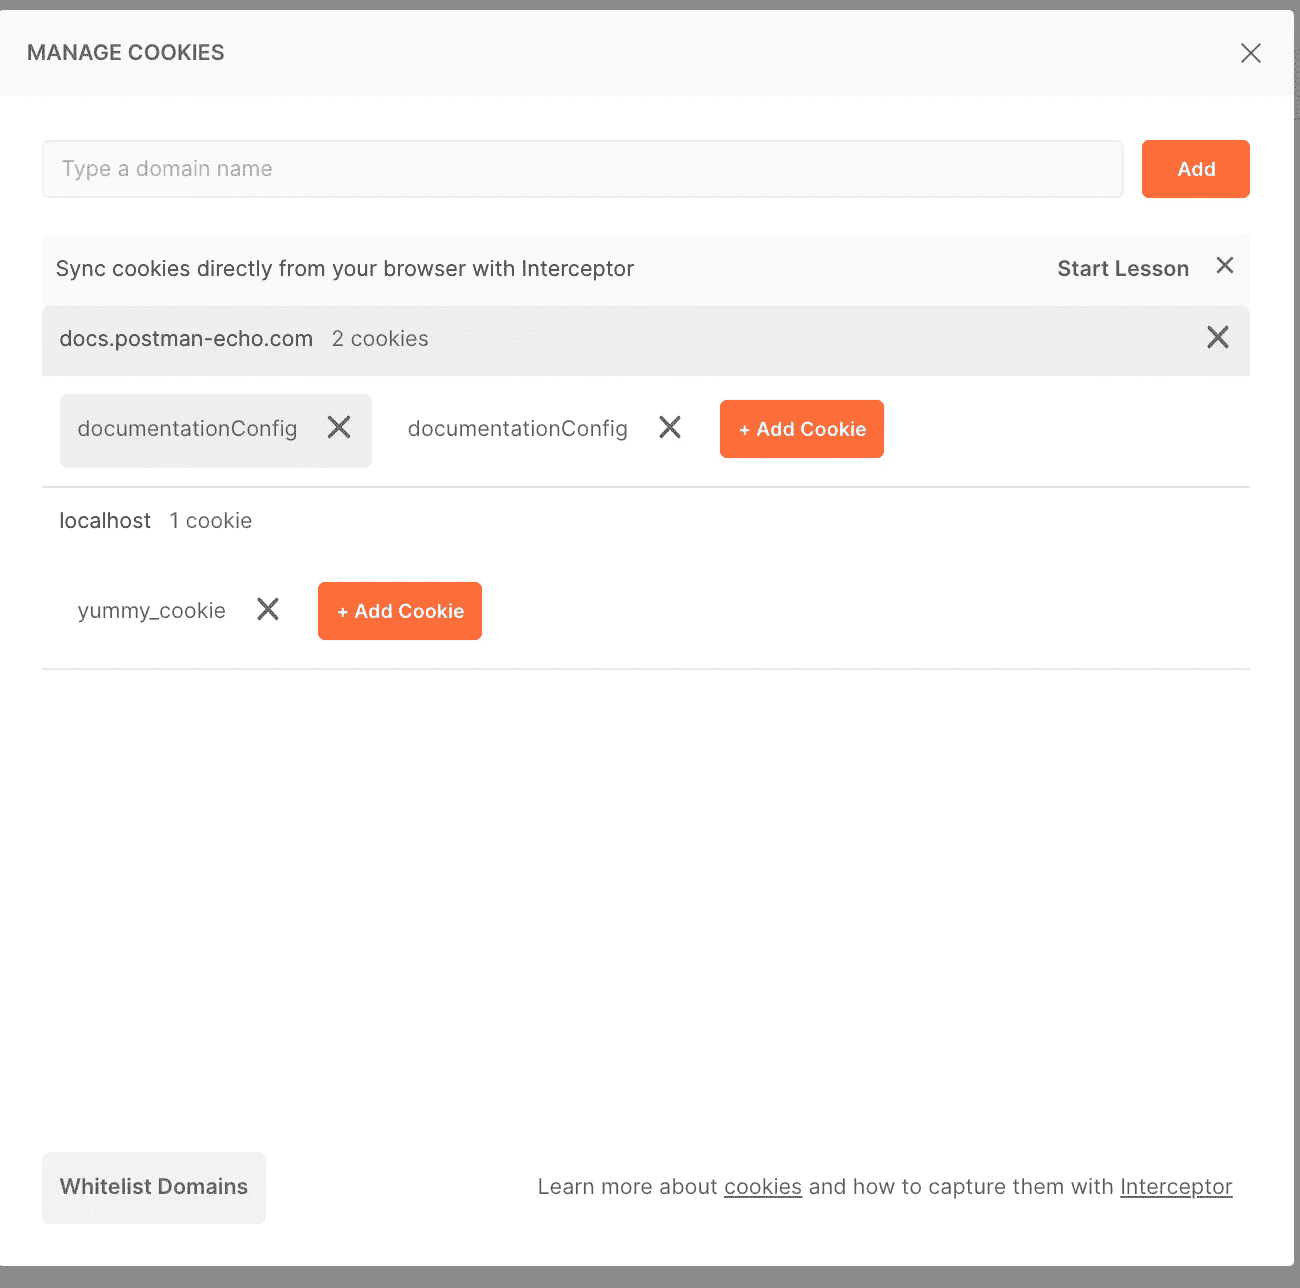 MANAGE COOKIES
Type a domain name
Add
Sync cookies directly from your browser with Interceptor
Start Lesson
docs.postman-echo.com 2 cookies
documentationConfig documentationConfig + Add Cookie
localhost 1 cookie
yummy_cookie + Add Cookie
Whitelist Domains
Learn more about cookies and how to capture them with Interceptor